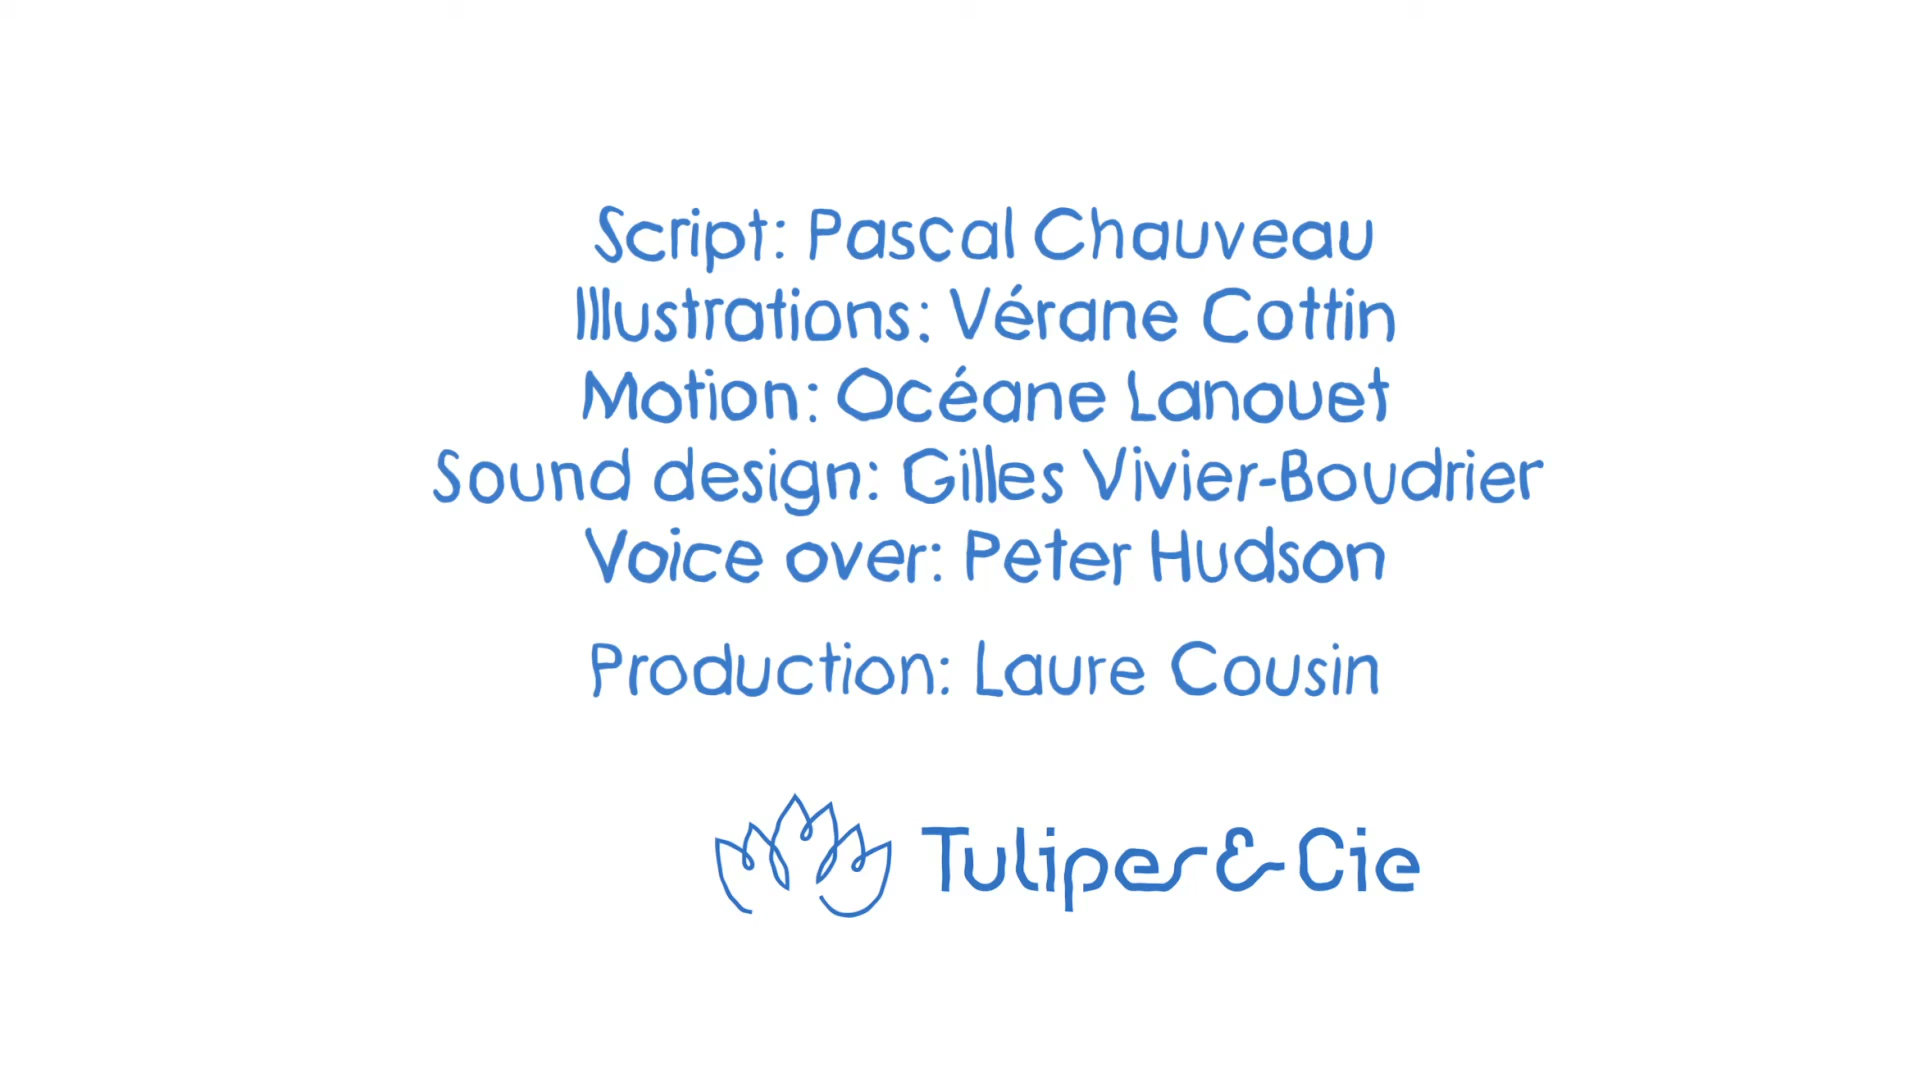 Script: Pascal Chauveau
Illustrations: Vérane Cottin
Motion: Océane Lanouet
Sound design: Gilles Vivier-Boudrier
Voice over: Peter Hudson
Production: Laure Cousin
Tulipes & Cie